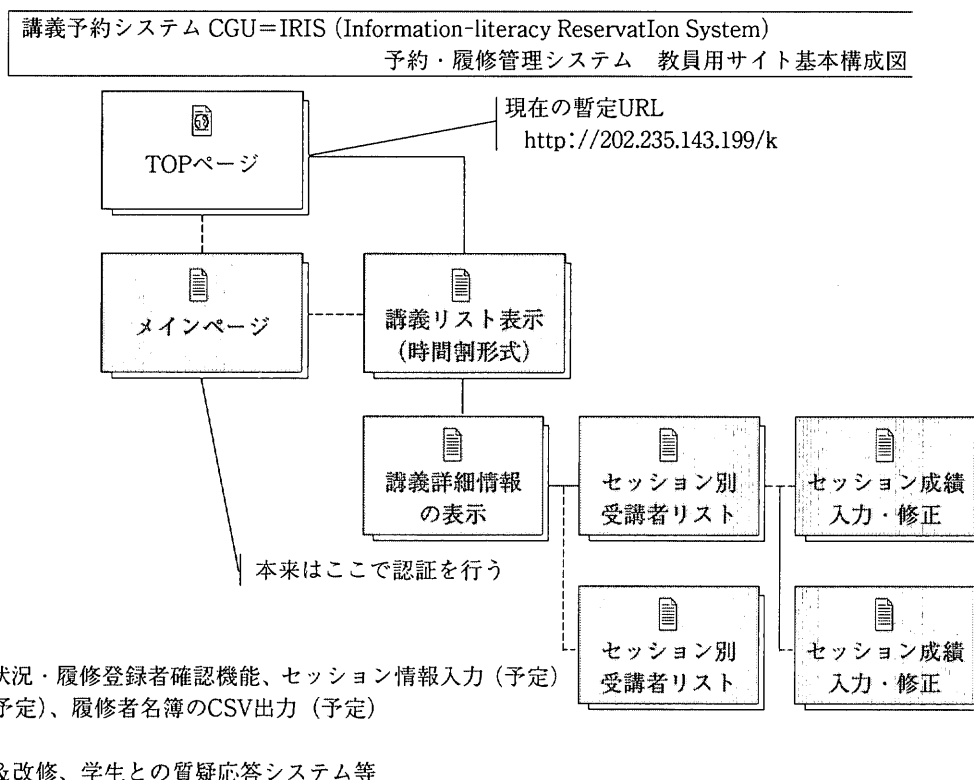 講義予約システム CGU＝IRIS (Information-literacy ReservatIon System)
予約・履修管理システム　教員用サイト基本構成図
現在の暫定URL
http://202.235.143.199/k
TOPページ
メインページ
講義リスト表示
(時間割形式)
講義詳細情報
の表示
セッション別
受講者リスト
セッション成績
入力・修正
本来はここで認証を行う
セッション別
受講者リスト
セッション成績
入力・修正
状況・履修登録者確認機能、セッション情報入力（予定）
予定）、履修者名簿のCSV出力（予定）
&改修、学生との質疑応答システム等